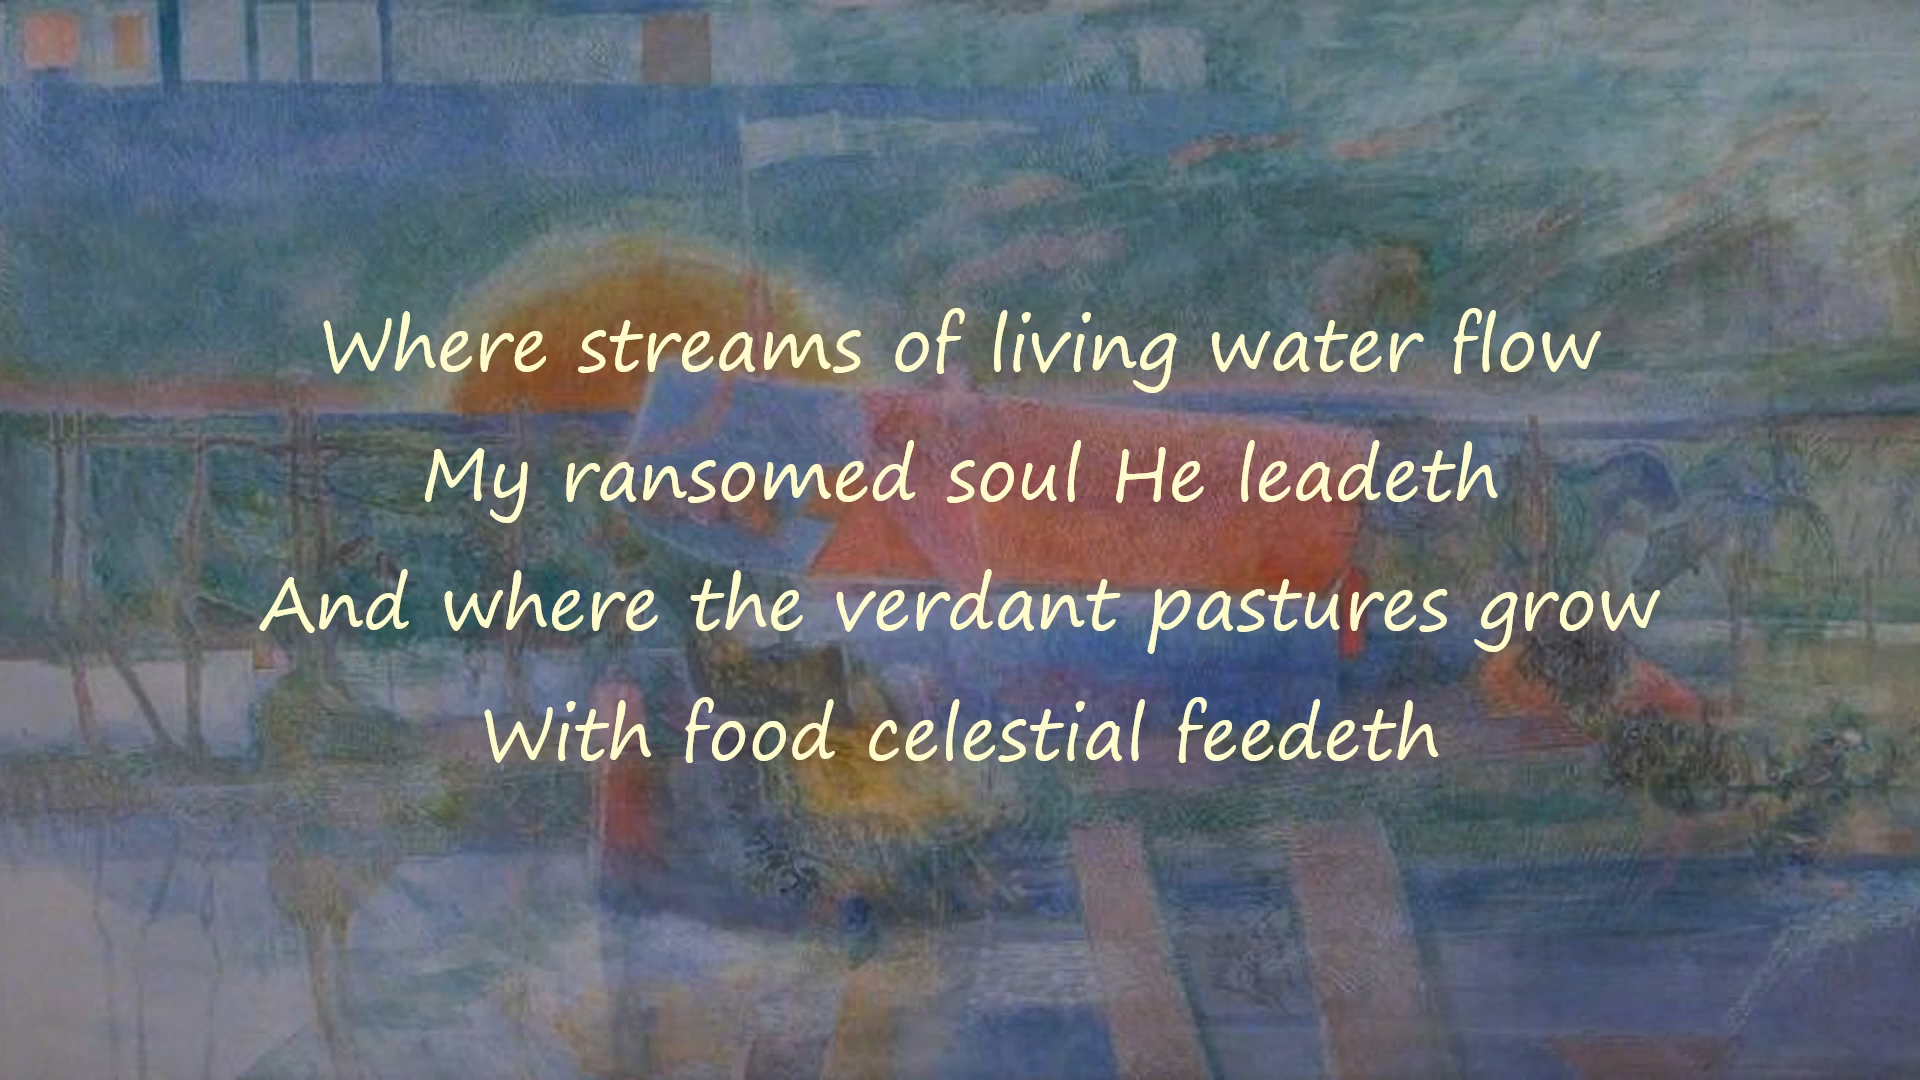 Where streams of living water flow
My ransomed soul He leadeth
And where the verdant pastures grow
With food celestial feedeth